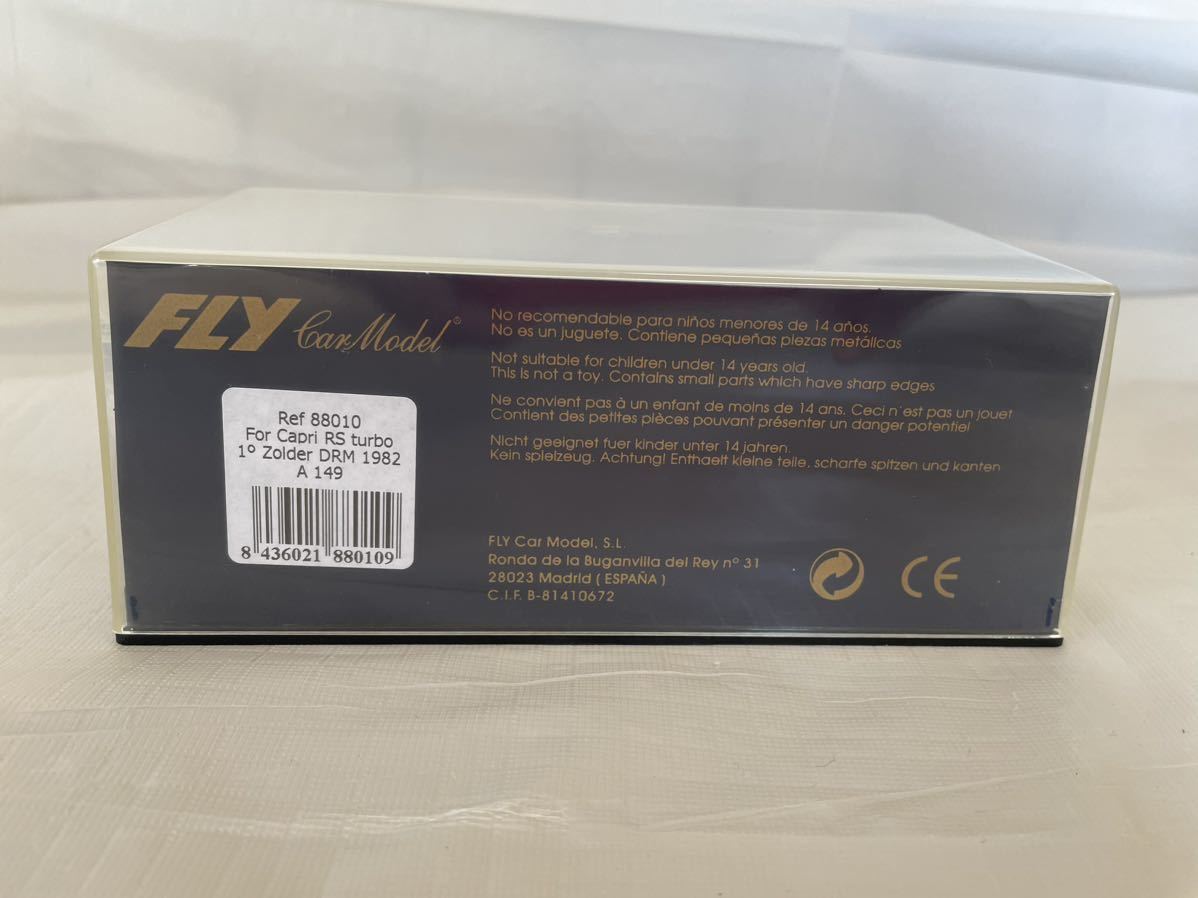 FLY Car Model®
Ref 88010
For Capri RS turbo
1º Zolder DRM 1982
A 149
8 436021 880109
No recomendable para niños menores de 14 años.
No es un juguete. Contiene pequeñas piezas metálicas
Not suitable for children under 14 years old.
This is not a toy. Contains small parts which have sharp edges
Ne convient pas à un enfant de moins de 14 ans. Ceci n´est pas un jouet
Contient des petites pièces pouvant présenter un danger potentiel
Nicht geeignet fuer kinder unter 14 jahren.
Kein spielzeug. Achtung! Enthaelt kleine teile, scharfe spitzen und kanten
FLY Car Model, S.L.
Ronda de la Buganvilla del Rey nº 31
28023 Madrid ( ESPAÑA )
C.I.F. B-81410672
CE